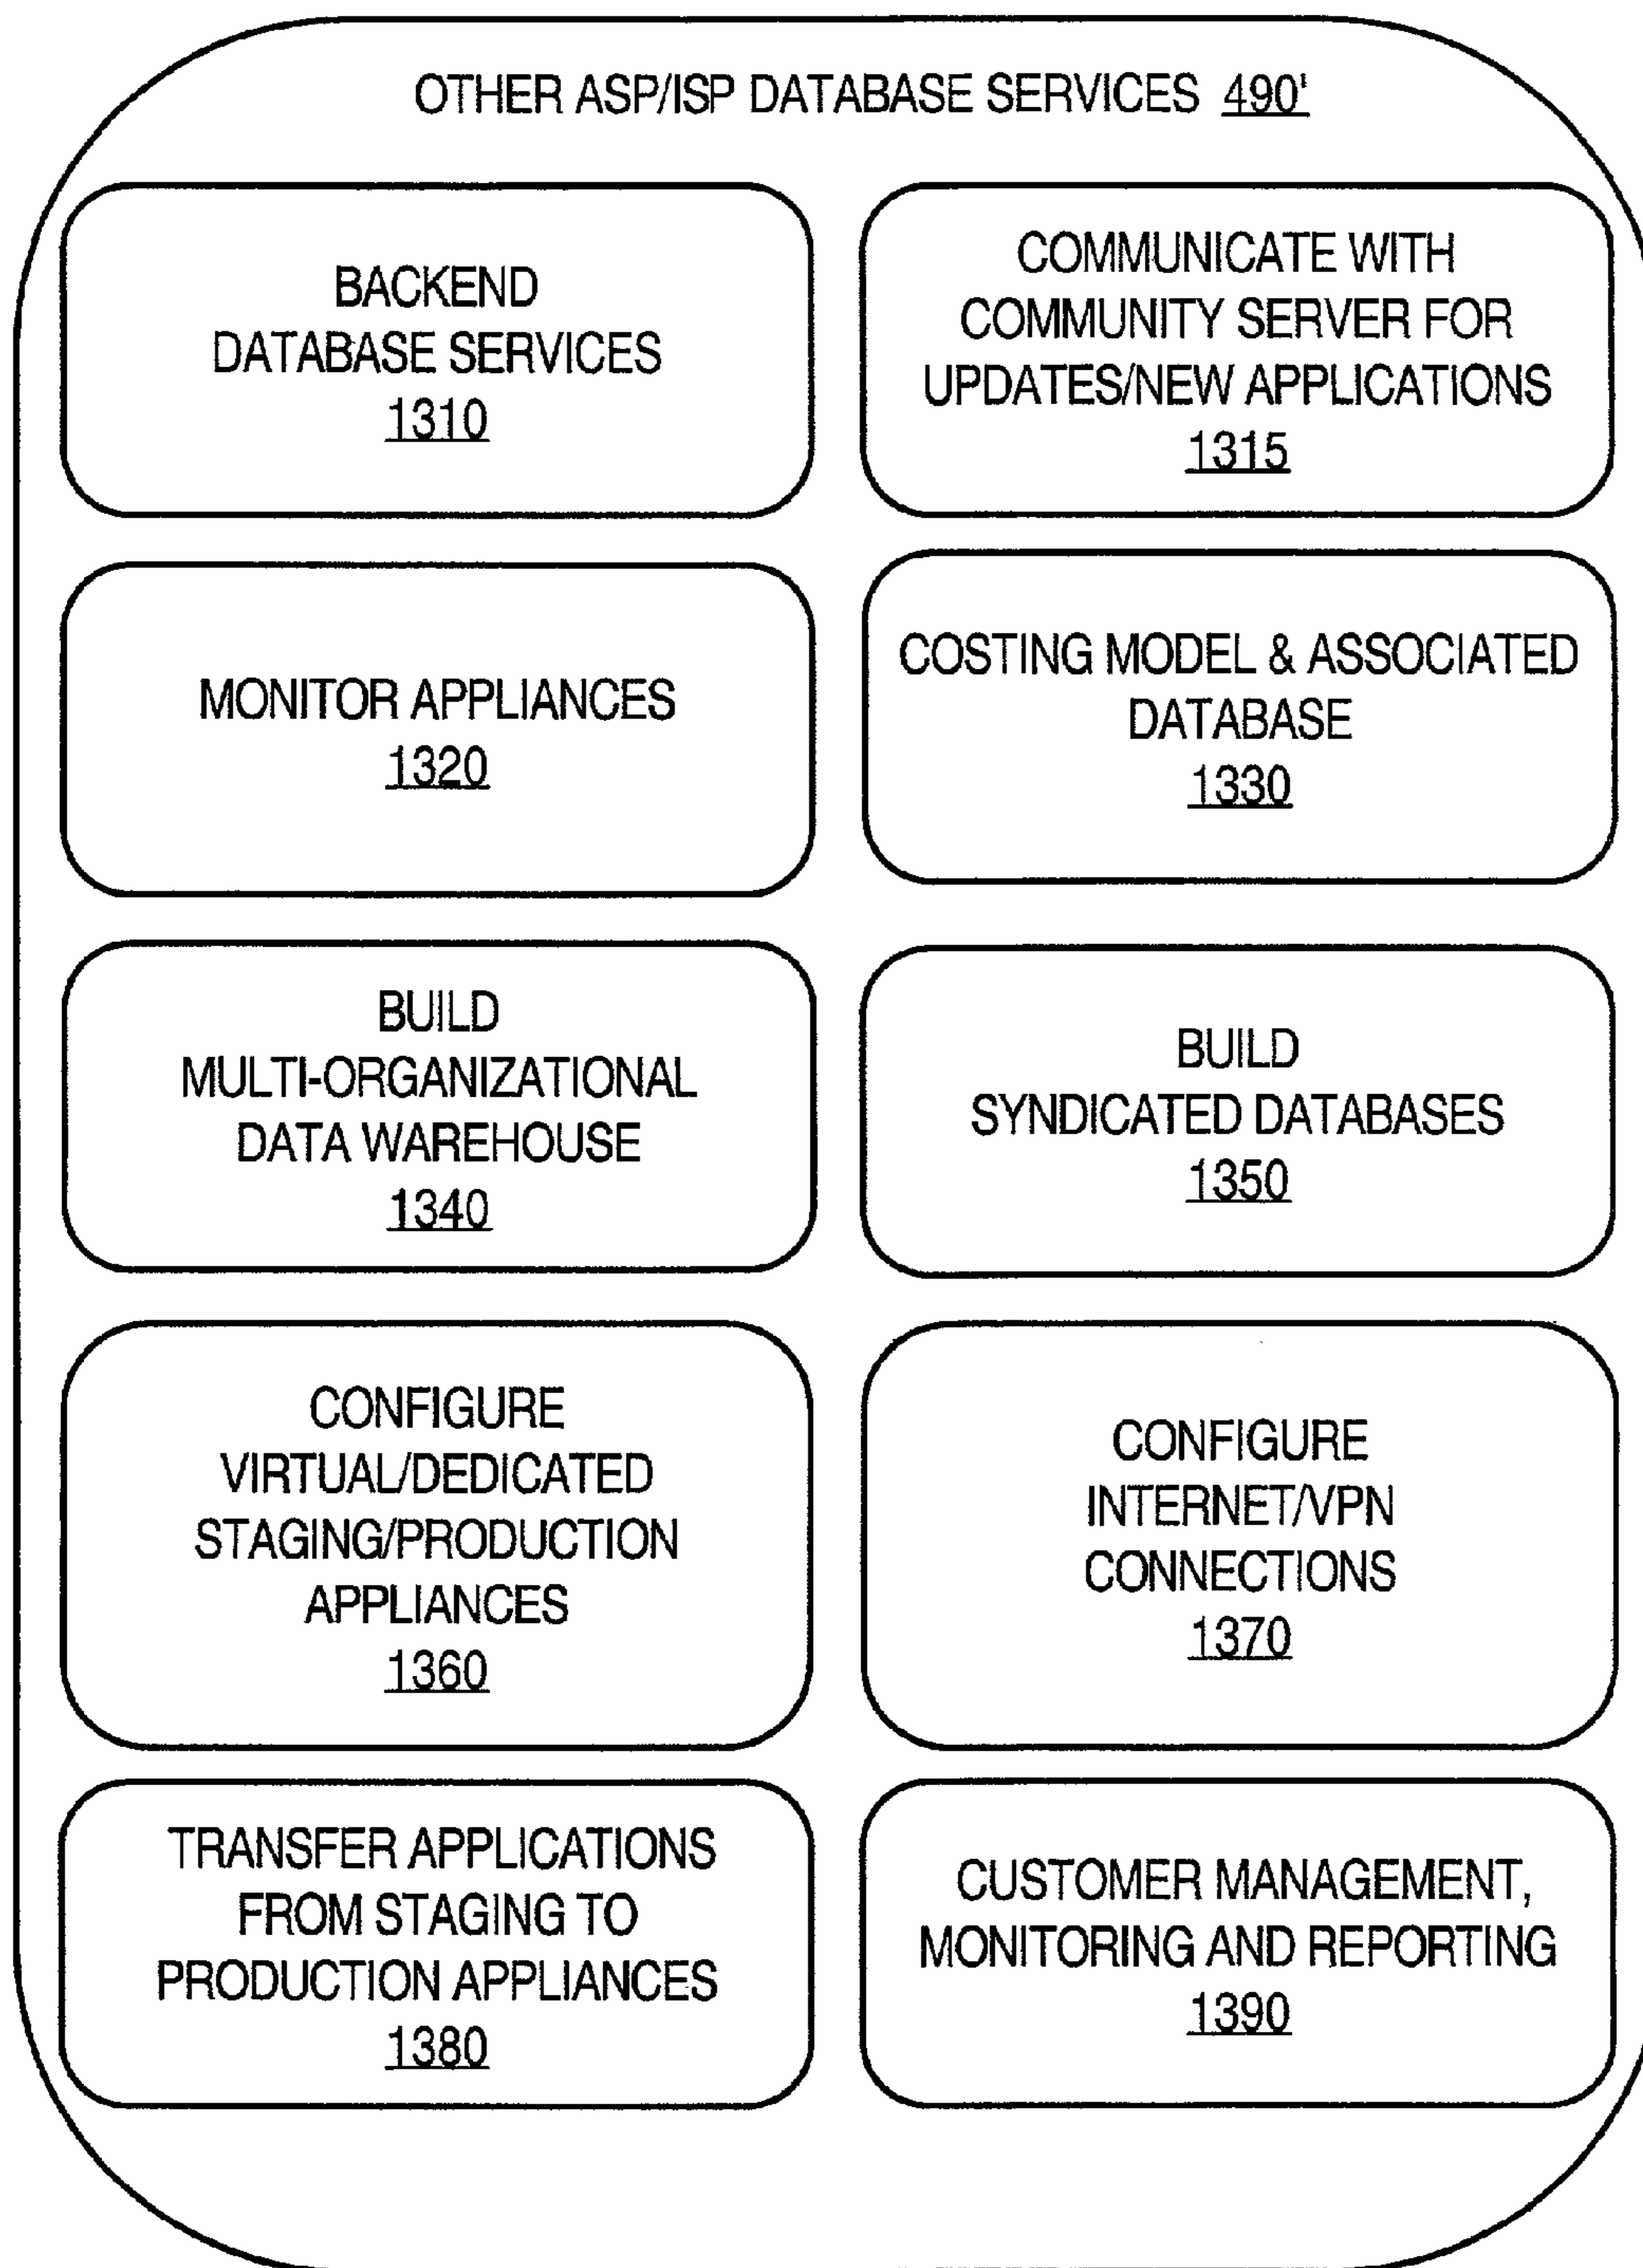 OTHER ASP/ISP DATABASE SERVICES 490'
BACKEND
DATABASE SERVICES
1310
COMMUNICATE WITH
COMMUNITY SERVER FOR
UPDATES/NEW APPLICATIONS
1315
MONITOR APPLIANCES
1320
COSTING MODEL & ASSOCIATED
DATABASE
1330
BUILD
MULTI-ORGANIZATIONAL
DATA WAREHOUSE
1340
BUILD
SYNDICATED DATABASES
1350
CONFIGURE
VIRTUAL/DEDICATED
STAGING/PRODUCTION
APPLIANCES
1360
CONFIGURE
INTERNET/VPN
CONNECTIONS
1370
TRANSFER APPLICATIONS
FROM STAGING TO
PRODUCTION APPLIANCES
1380
CUSTOMER MANAGEMENT,
MONITORING AND REPORTING
1390